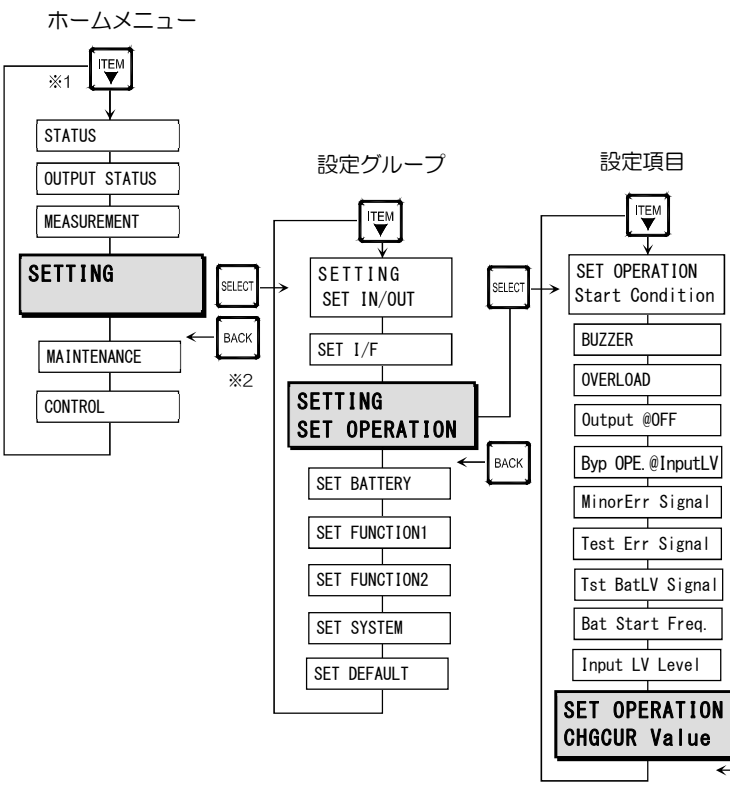 ホームメニュー
ITEM
※1
STATUS
OUTPUT STATUS
MEASUREMENT
SETTING
SELECT
BACK
※2
MAINTENANCE
CONTROL
設定グループ
ITEM
SETTING
SET IN/OUT
SET I/F
SETTING
SET OPERATION
SELECT
BACK
SET BATTERY
SET FUNCTION1
SET FUNCTION2
SET SYSTEM
SET DEFAULT
設定項目
ITEM
SET OPERATION
Start Condition
BUZZER
OVERLOAD
Output @OFF
Byp OPE.@InputLV
MinorErr Signal
Test Err Signal
Tst BatLV Signal
Bat Start Freq.
Input LV Level
SET OPERATION
CHGCUR Value